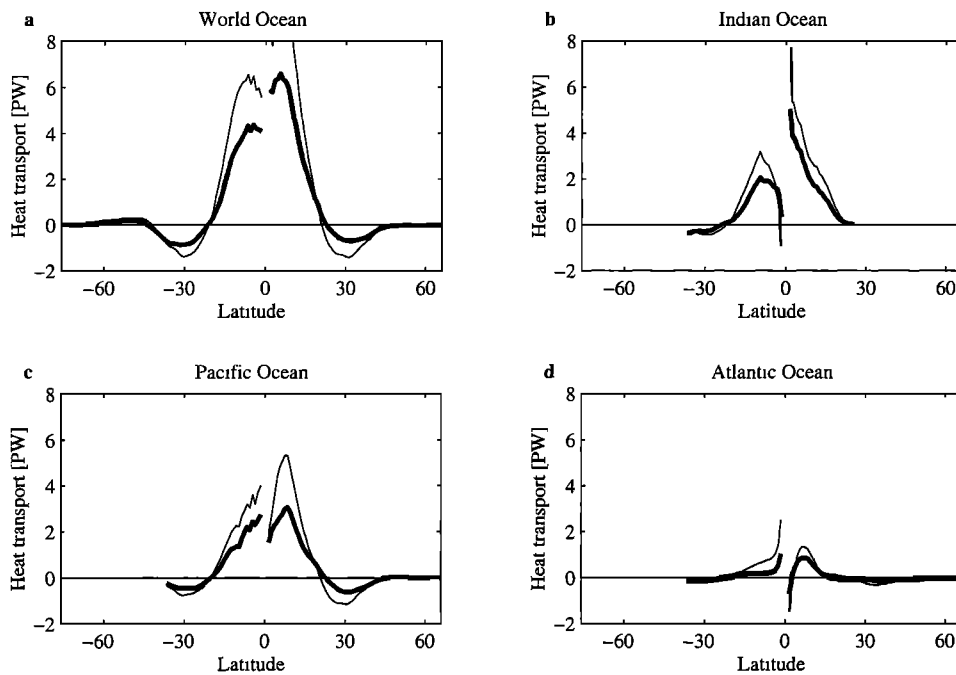 a World Ocean
Heat transport [PW]
8
6
4
2
0
−2
−60 −30 0 30 60
Latitude
b Indian Ocean
Heat transport [PW]
8
6
4
2
0
−2
−60 −30 0 30 60
Latitude
c Pacific Ocean
Heat transport [PW]
8
6
4
2
0
−2
−60 −30 0 30 60
Latitude
d Atlantic Ocean
Heat transport [PW]
8
6
4
2
0
−2
−60 −30 0 30 60
Latitude